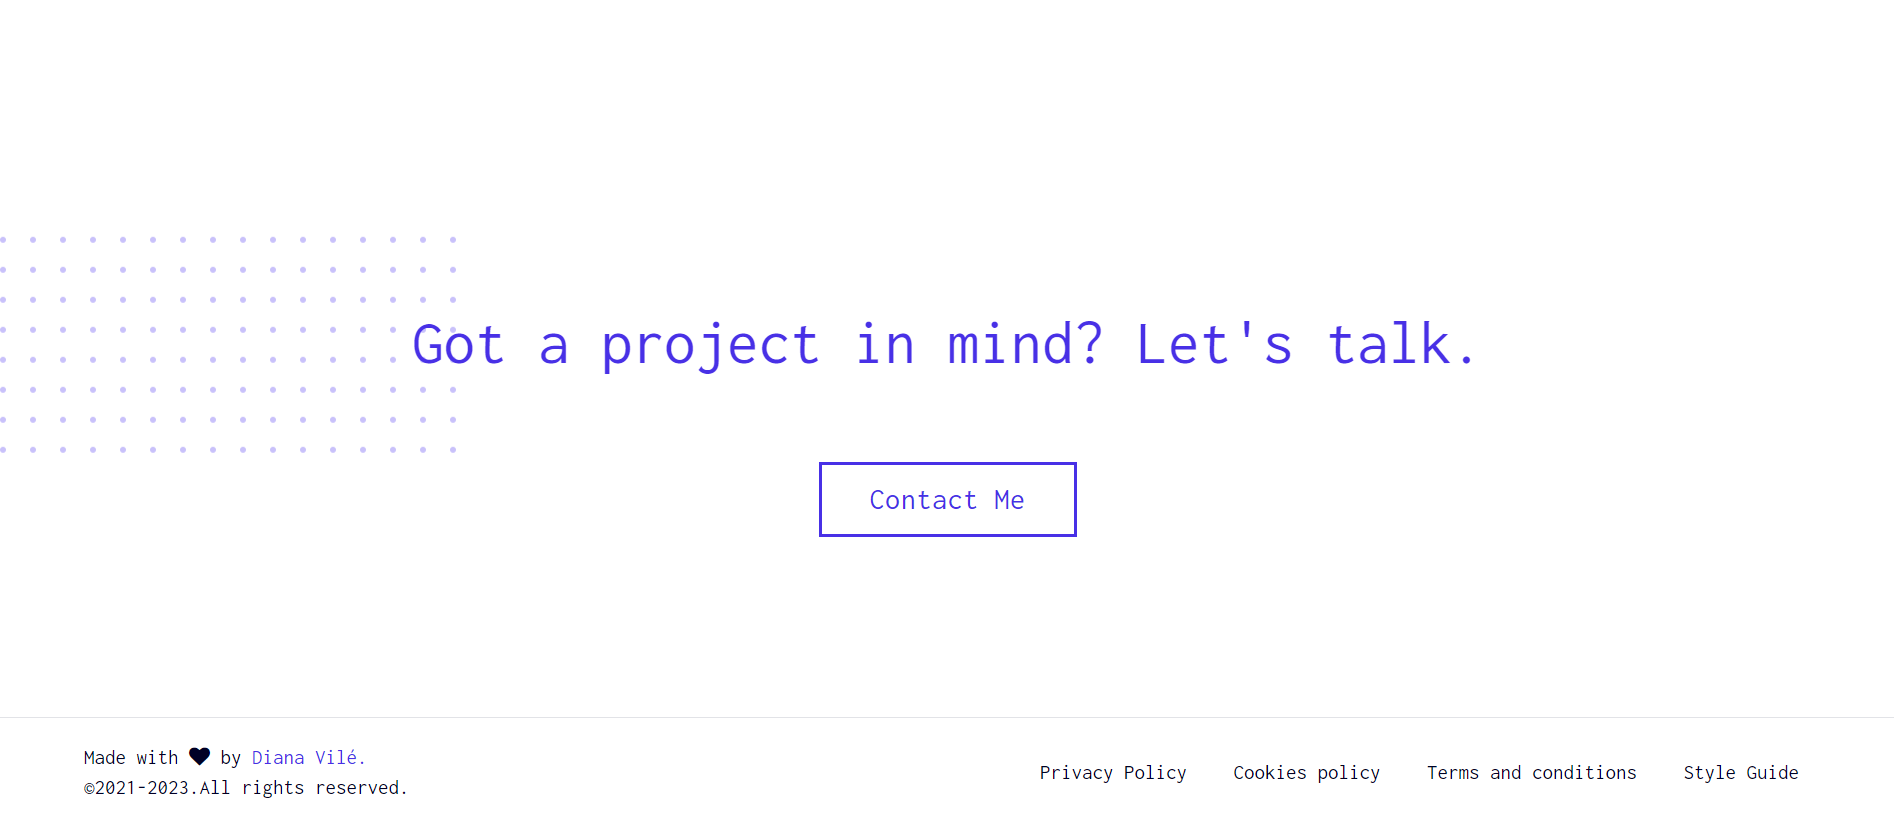 Got a project in mind? Let's talk.
Contact Me
Made with ♥ by Diana Vilé.
©2021-2023.All rights reserved.
Privacy Policy
Cookies policy
Terms and conditions
Style Guide